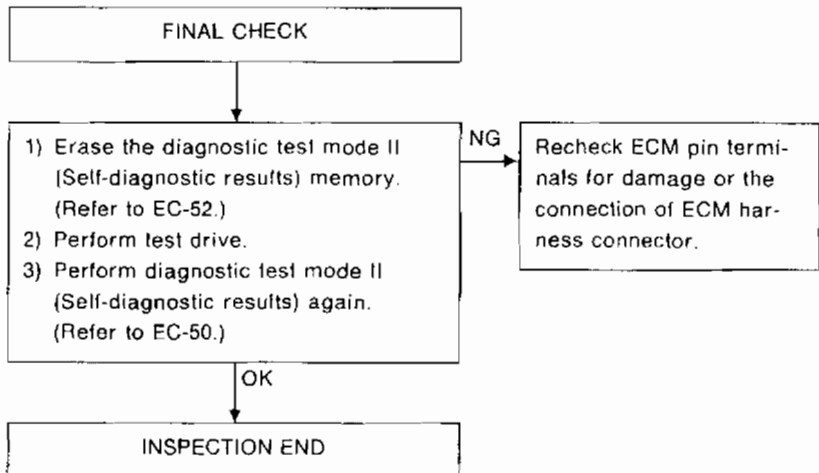 FINAL CHECK
1) Erase the diagnostic test mode II
(Self-diagnostic results) memory.
(Refer to EC-52.)
2) Perform test drive.
3) Perform diagnostic test mode II
(Self-diagnostic results) again.
(Refer to EC-50.)
NG
Recheck ECM pin termi-
nals for damage or the
connection of ECM har-
ness connector.
OK
INSPECTION END